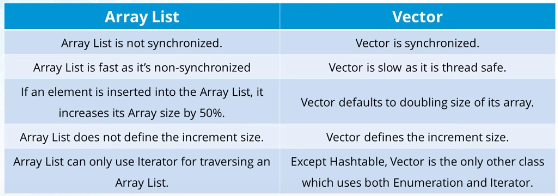 Array List
Vector
Array List is not synchronized.
Vector is synchronized.
Array List is fast as it's non-synchronized
Vector is slow as it is thread safe.
If an element is inserted into the Array List, it
increases its Array size by 50%.
Vector defaults to doubling size of its array.
Array List does not define the increment size.
Vector defines the increment size.
Array List can only use Iterator for traversing an
Array List.
Except Hashtable, Vector is the only other class
which uses both Enumeration and Iterator.